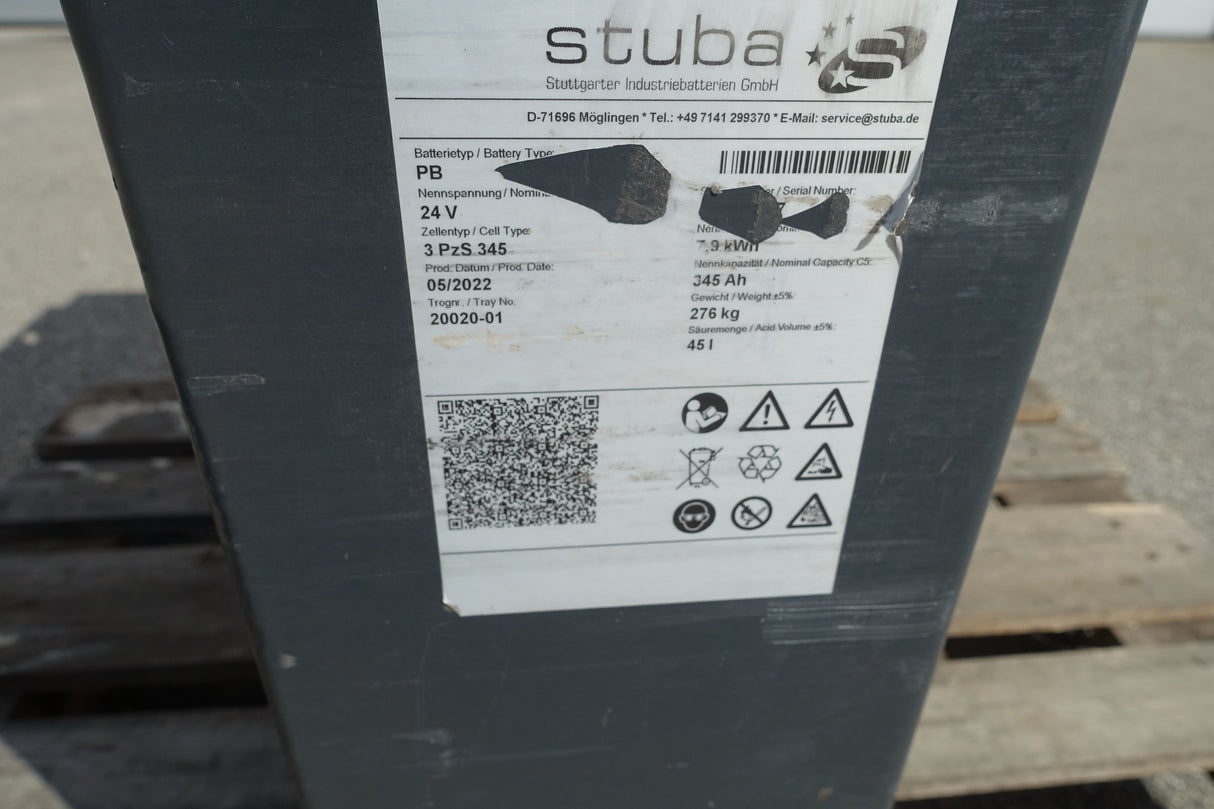 stuba
Stuttgarter Industriebatterien GmbH
D-71696 Möglingen * Tel.: +49 7141 299370 * E-Mail: service@stuba.de
Batterietyp / Battery Type:
PB
Nennspannung /
24 V
Zellentyp / Cell Type:
3 PzS 345
Prod. Datum / Prod. Date:
05/2022
Trognr. / Tray No.
20020-01
/ Serial Number:
7,9 kWh
Nennkapazität / Nominal Capacity C5:
345 Ah
Gewicht / Weight ±5%:
276 kg
Säuremenge / Acid Volume ±5%:
45 l